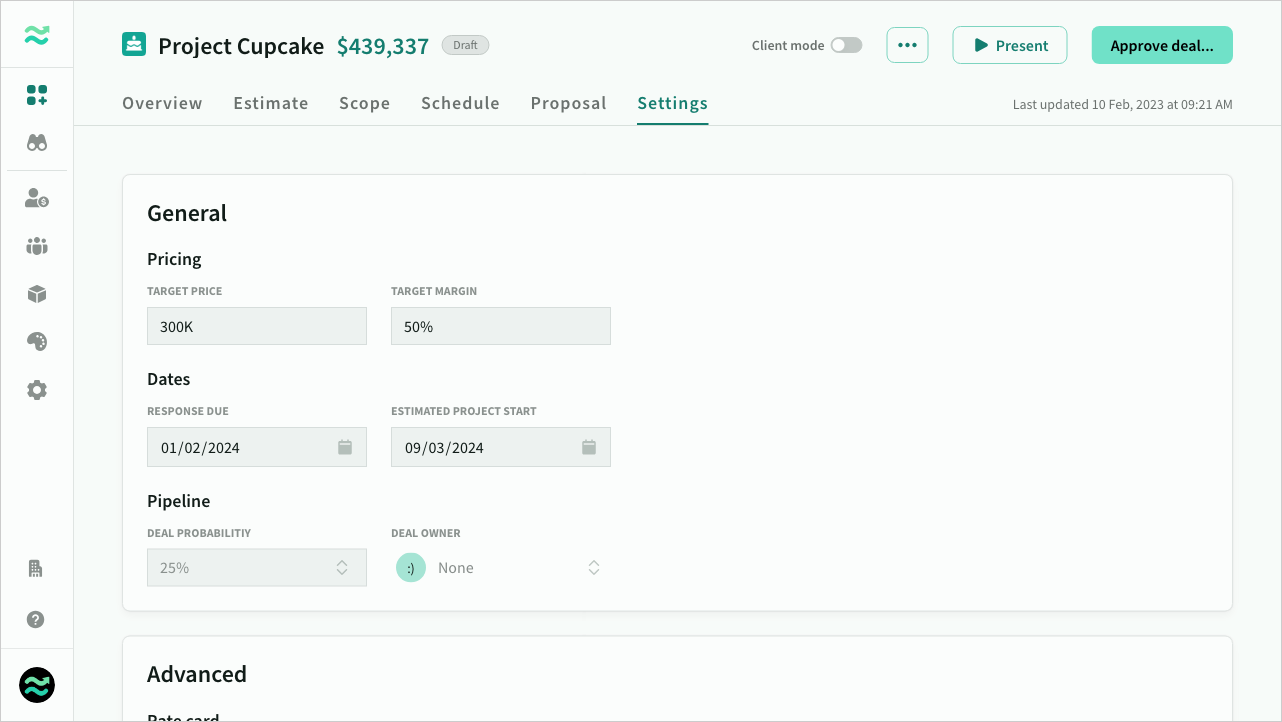 Project Cupcake $439,337 Draft Client mode ••• Present Approve deal...
Overview Estimate Scope Schedule Proposal Settings Last updated 10 Feb, 2023 at 09:21 AM
General
Pricing
TARGET PRICE TARGET MARGIN
300K 50%
Dates
RESPONSE DUE ESTIMATED PROJECT START
01/02/2024 09/03/2024
Pipeline
DEAL PROBABILITIY DEAL OWNER
25% :) None
Advanced
Rate card